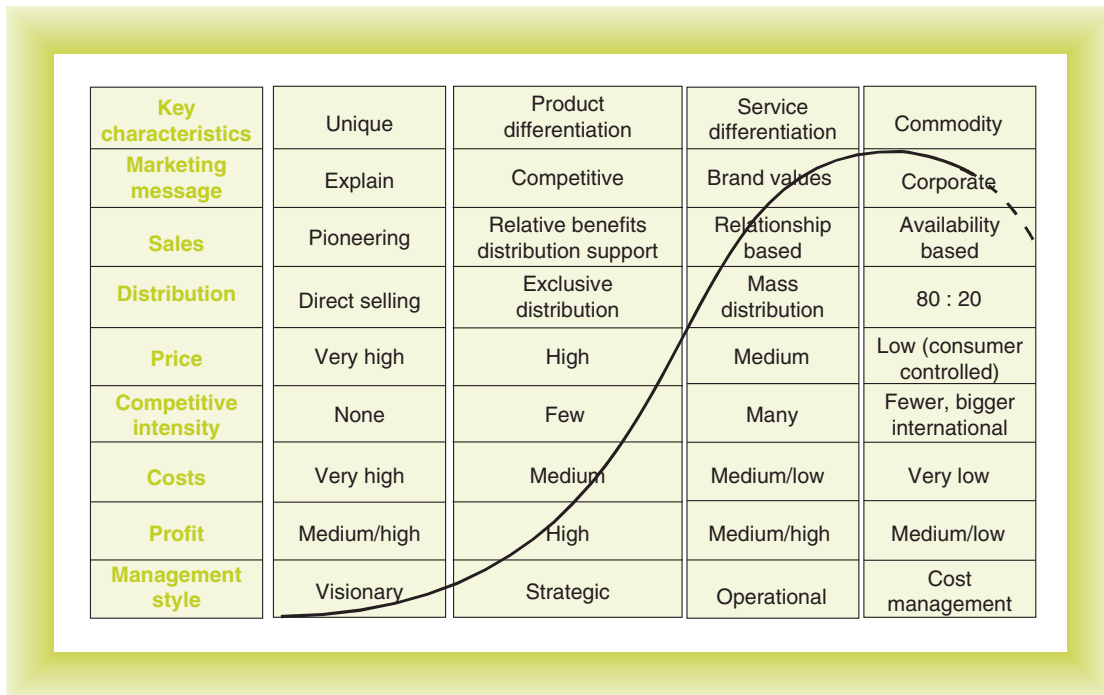 Key
characteristics
Unique
Product
differentiation
Service
differentiation
Commodity
Marketing
message
Explain
Competitive
Brand values
Corporate
Sales
Pioneering
Relative benefits
distribution support
Relationship
based
Availability
based
Distribution
Direct selling
Exclusive
distribution
Mass
distribution
80 : 20
Price
Very high
High
Medium
Low (consumer
controlled)
Competitive
intensity
None
Few
Many
Fewer, bigger
international
Costs
Very high
Medium
Medium/low
Very low
Profit
Medium/high
High
Medium/high
Medium/low
Management
style
Visionary
Strategic
Operational
Cost
management